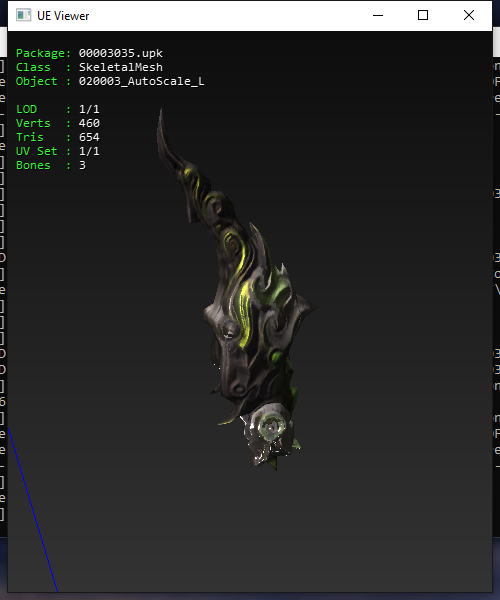 UE Viewer
Package: 00003035.upk
Class : SkeletalMesh
Object : 020003_AutoScale_L
LOD : 1/1
Verts : 460
Tris : 654
UV Set : 1/1
Bones : 3